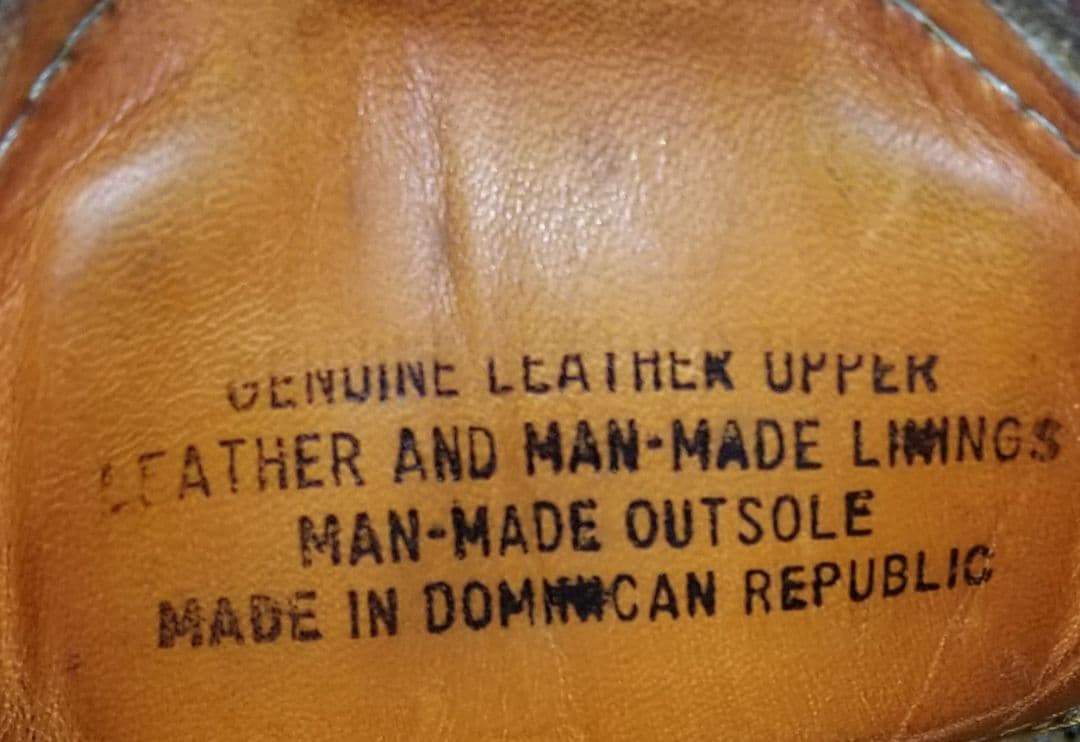 GENUINE LEATHER UPPER
LEATHER AND MAN-MADE LININGS
MAN-MADE OUTSOLE
MADE IN DOMINICAN REPUBLIC